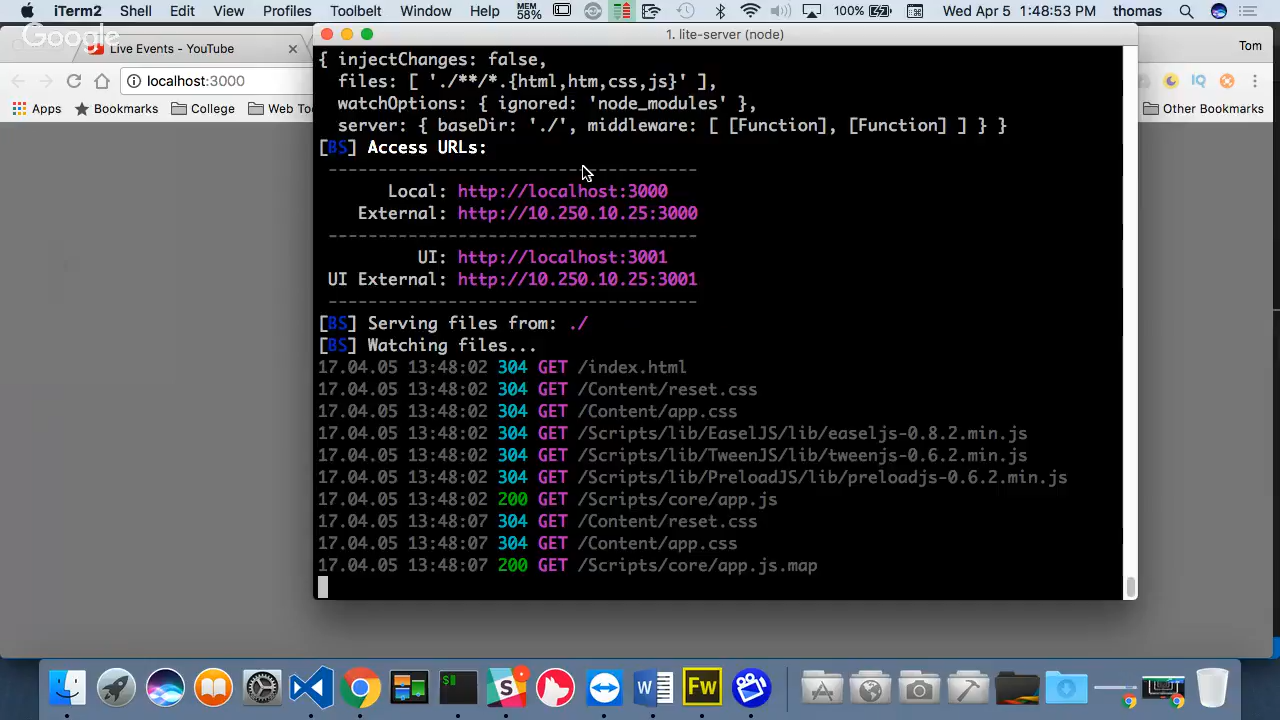 iTerm2 Shell Edit View Profiles Toolbelt Window Help MEM 58% 100% Wed Apr 5 1:48:53 PM thomas
Google
Live Events - YouTube
1. lite-server (node)
Tom
localhost:3000
Apps Bookmarks College Web Too
Other Bookmarks
{ injectChanges: false,
files: [ './**/*.{html,htm,css,js}' ],
watchOptions: { ignored: 'node_modules' },
server: { baseDir: './', middleware: [ [Function], [Function] ] } }
[BS] Access URLs:
--------------------------------------
Local: http://localhost:3000
External: http://10.250.10.25:3000
--------------------------------------
UI: http://localhost:3001
UI External: http://10.250.10.25:3001
--------------------------------------
[BS] Serving files from: ./
[BS] Watching files...
17.04.05 13:48:02 304 GET /index.html
17.04.05 13:48:02 304 GET /Content/reset.css
17.04.05 13:48:02 304 GET /Content/app.css
17.04.05 13:48:02 304 GET /Scripts/lib/EaselJS/lib/easeljs-0.8.2.min.js
17.04.05 13:48:02 304 GET /Scripts/lib/TweenJS/lib/tweenjs-0.6.2.min.js
17.04.05 13:48:02 304 GET /Scripts/lib/PreloadJS/lib/preloadjs-0.6.2.min.js
17.04.05 13:48:02 200 GET /Scripts/core/app.js
17.04.05 13:48:07 304 GET /Content/reset.css
17.04.05 13:48:07 304 GET /Content/app.css
17.04.05 13:48:07 200 GET /Scripts/core/app.js.map
Fw